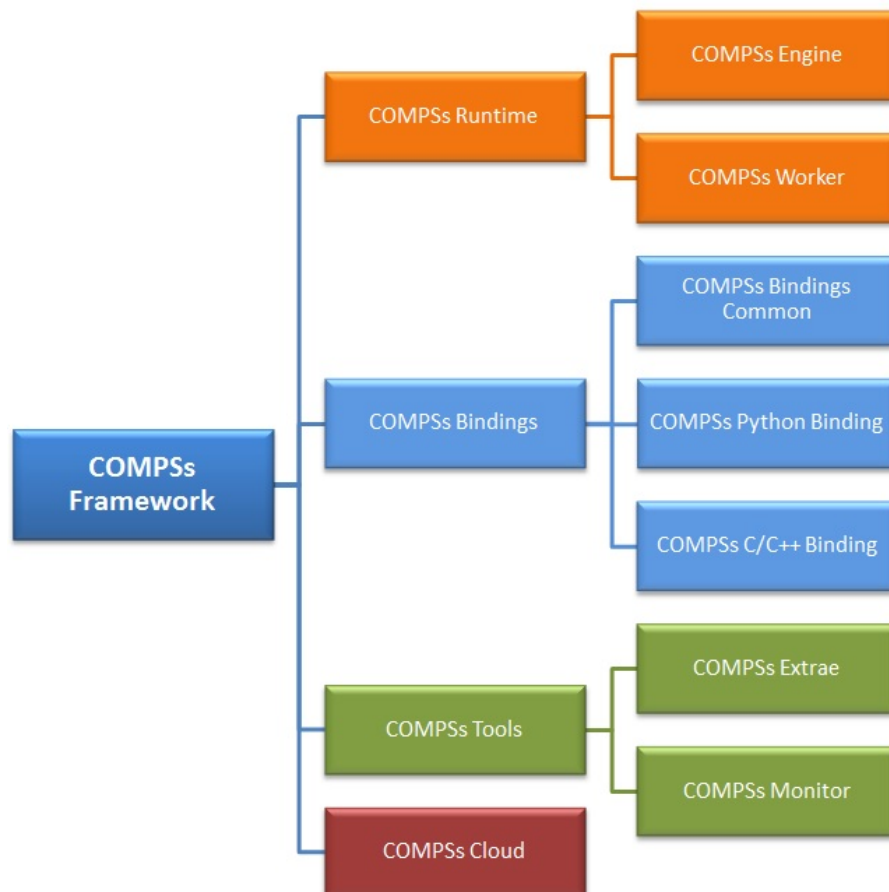 COMPSs Engine
COMPSs Runtime
COMPSs Worker
COMPSs Bindings
Common
COMPSs Bindings
COMPSs Python Binding
COMPSs
Framework
COMPSs C/C++ Binding
COMPSs Extrae
COMPSs Tools
COMPSs Monitor
COMPSs Cloud